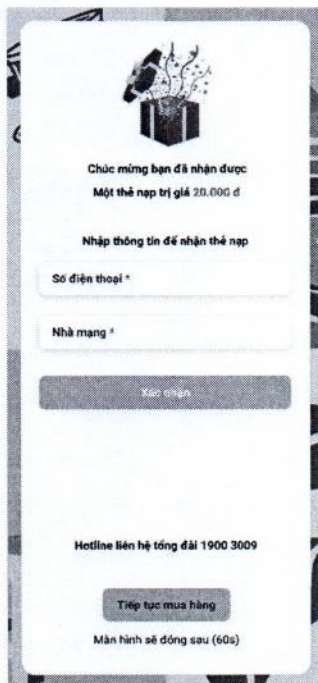 Chúc mừng bạn đã nhận được
Một thẻ nạp trị giá 20.000 đ
Nhập thông tin để nhận thẻ nạp
Số điện thoại *
Nhà mạng *
Xác nhận
Hotline liên hệ tổng đài 1900 3009
Tiếp tục mua hàng
Màn hình sẽ đóng sau (60s)